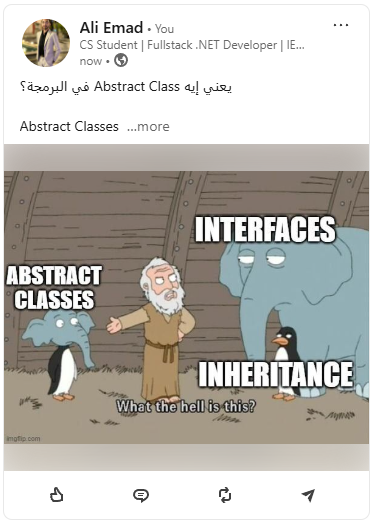 Ali Emad • You
CS Student | Fullstack .NET Developer | IE...
now •
يعني إيه Abstract Class في البرمجة؟
Abstract Classes ...more
INTERFACES
ABSTRACT
CLASSES
INHERITANCE
What the hell is this?
imgflip.com